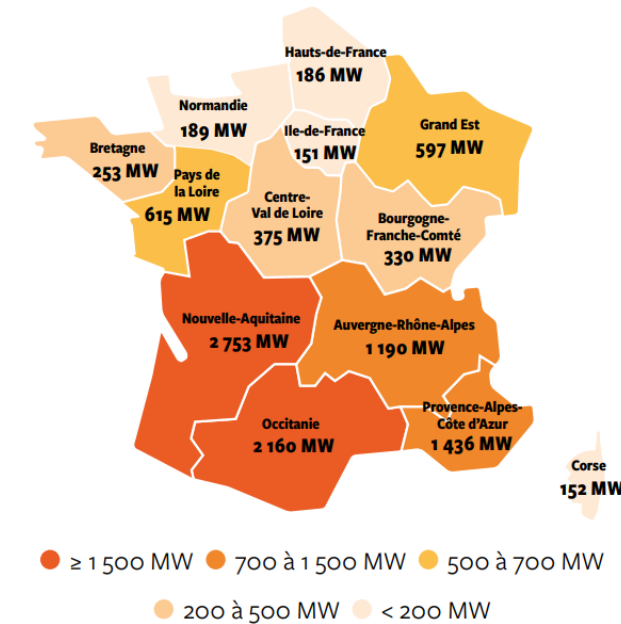 Hauts-de-France
186 MW
Normandie
189 MW
Ile-de-France
151 MW
Grand Est
597 MW
Bretagne
253 MW
Pays de
la Loire
615 MW
Centre-
Val de Loire
375 MW
Bourgogne-
Franche-Comté
330 MW
Nouvelle-Aquitaine
2 753 MW
Auvergne-Rhône-Alpes
1 190 MW
Occitanie
2 160 MW
Provence-Alpes-
Côte d'Azur
1 436 MW
Corse
152 MW
≥ 1 500 MW 700 à 1 500 MW 500 à 700 MW
200 à 500 MW < 200 MW